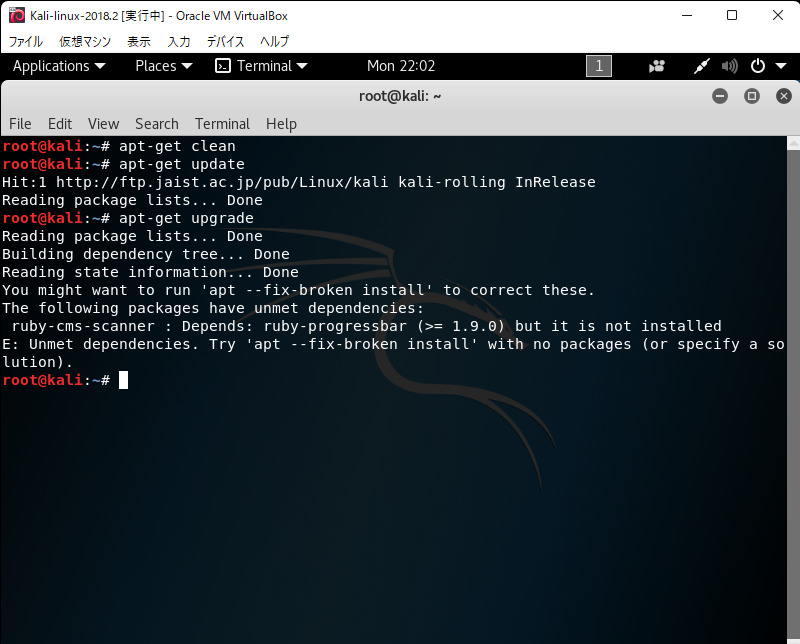 Kali-linux-2018.2 [実行中] - Oracle VM VirtualBox
ファイル 仮想マシン 表示 入力 デバイス ヘルプ
Applications Places Terminal Mon 22:02 1
root@kali: ~
File Edit View Search Terminal Help
root@kali:~# apt-get clean
root@kali:~# apt-get update
Hit:1 http://ftp.jaist.ac.jp/pub/Linux/kali kali-rolling InRelease
Reading package lists... Done
root@kali:~# apt-get upgrade
Reading package lists... Done
Building dependency tree... Done
Reading state information... Done
You might want to run 'apt --fix-broken install' to correct these.
The following packages have unmet dependencies:
 ruby-cms-scanner : Depends: ruby-progressbar (>= 1.9.0) but it is not installed
E: Unmet dependencies. Try 'apt --fix-broken install' with no packages (or specify a so
lution).
root@kali:~#